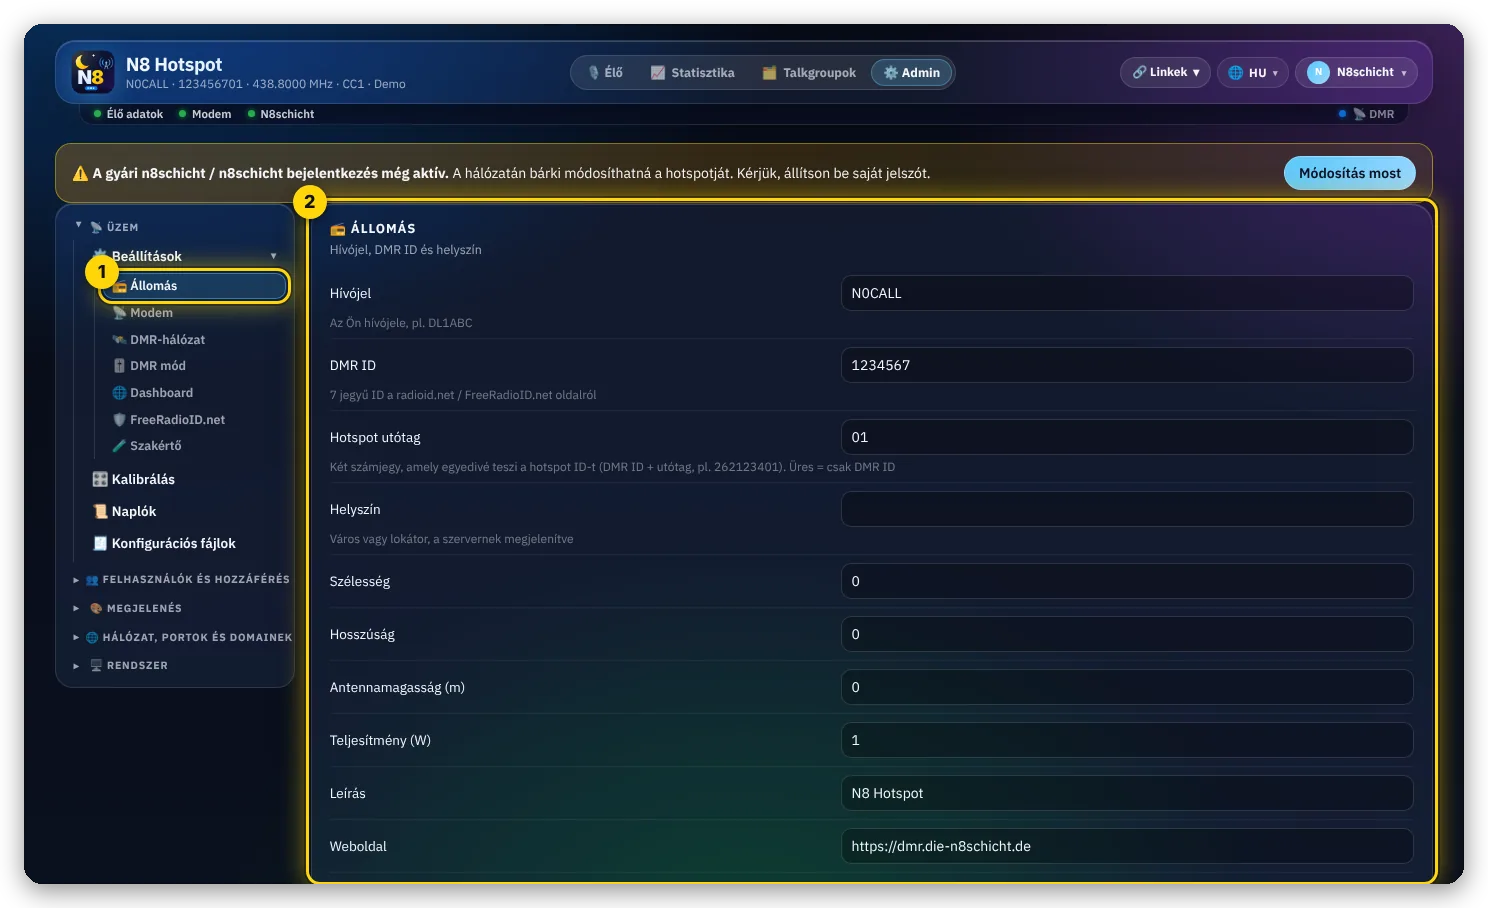 N8
N8 Hotspot
N0CALL · 123456701 · 438.8000 MHz · CC1 · Demo
Élő
Statisztika
Talkgroupok
Admin
Linkek ▾
HU ▾
N
N8schicht ▾
Élő adatok
Modem
N8schicht
DMR
A gyári n8schicht / n8schicht bejelentkezés még aktív. A hálózatán bárki módosíthatná a hotspotját. Kérjük, állítson be saját jelszót.
Módosítás most
1
2
ÜZEM
Beállítások
Állomás
Modem
DMR-hálózat
DMR mód
Dashboard
FreeRadioID.net
Szakértő
Kalibrálás
Naplók
Konfigurációs fájlok
FELHASZNÁLÓK ÉS HOZZÁFÉRÉS
MEGJELENÉS
HÁLÓZAT, PORTOK ÉS DOMAINEK
RENDSZER
ÁLLOMÁS
Hívójel, DMR ID és helyszín
Hívójel
N0CALL
Az Ön hívójele, pl. DL1ABC
DMR ID
1234567
7 jegyű ID a radioid.net / FreeRadioID.net oldalról
Hotspot utótag
01
Két számjegy, amely egyedivé teszi a hotspot ID-t (DMR ID + utótag, pl. 262123401). Üres = csak DMR ID
Helyszín
Város vagy lokátor, a szervernek megjelenítve
Szélesség
0
Hosszúság
0
Antennamagasság (m)
0
Teljesítmény (W)
1
Leírás
N8 Hotspot
Weboldal
https://dmr.die-n8schicht.de